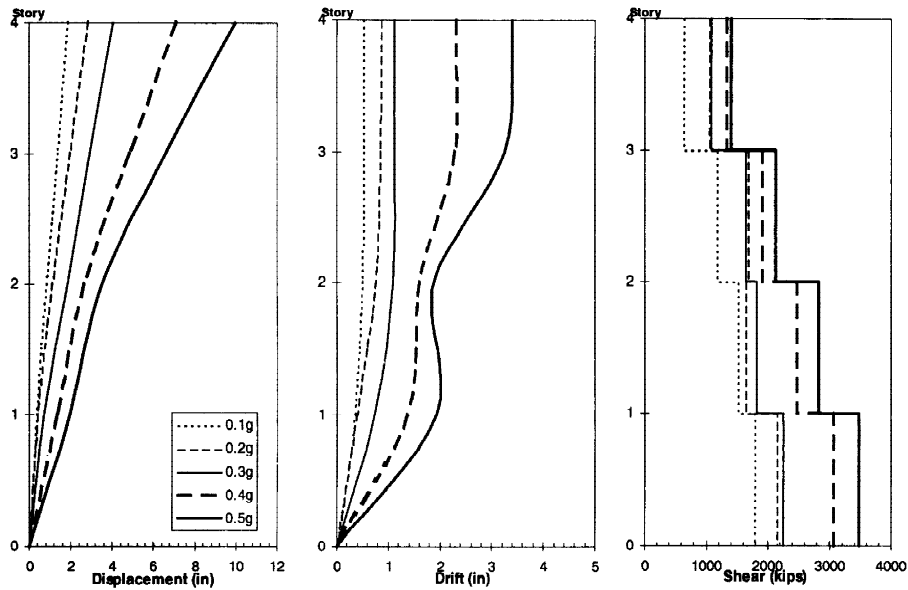 Story
4
3
2
1
0
0 2 4 6 8 10 12
Displacement (in)
0.1g
0.2g
0.3g
0.4g
0.5g
Story
4
3
2
1
0
0 1 2 3 4 5
Drift (in)
Story
4
3
2
1
0
0 1000 2000 3000 4000
Shear (kips)